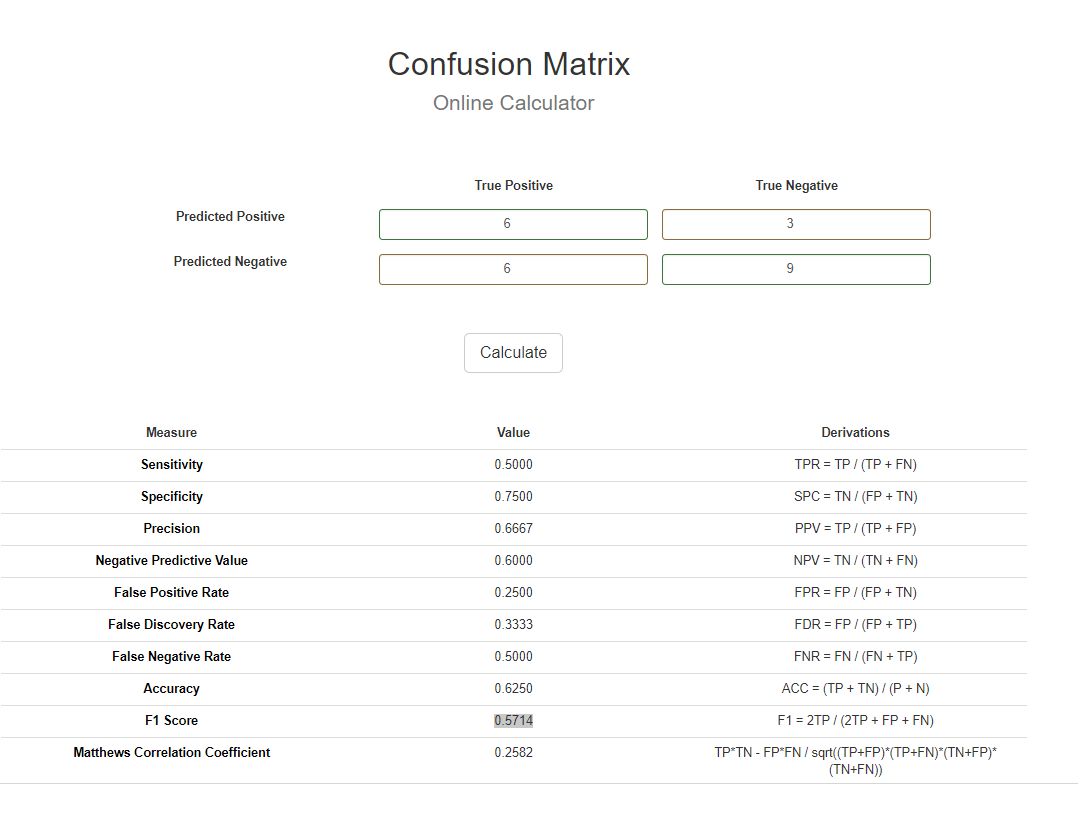 Confusion Matrix
Online Calculator
True Positive True Negative
Predicted Positive 6 3
Predicted Negative 6 9
Calculate
Measure Value Derivations
Sensitivity 0.5000 TPR = TP / (TP + FN)
Specificity 0.7500 SPC = TN / (FP + TN)
Precision 0.6667 PPV = TP / (TP + FP)
Negative Predictive Value 0.6000 NPV = TN / (TN + FN)
False Positive Rate 0.2500 FPR = FP / (FP + TN)
False Discovery Rate 0.3333 FDR = FP / (FP + TP)
False Negative Rate 0.5000 FNR = FN / (FN + TP)
Accuracy 0.6250 ACC = (TP + TN) / (P + N)
F1 Score 0.5714 F1 = 2TP / (2TP + FP + FN)
Matthews Correlation Coefficient 0.2582 TP*TN - FP*FN / sqrt((TP+FP)*(TP+FN)*(TN+FP)*
(TN+FN))